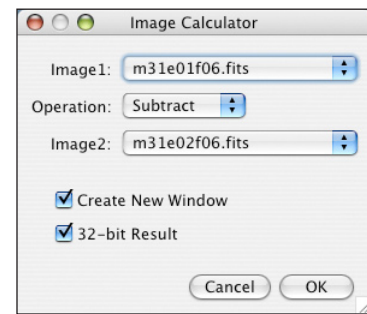 Image Calculator
Image1: m31e01f06.fits
Operation: Subtract
Image2: m31e02f06.fits
Create New Window
32-bit Result
Cancel OK